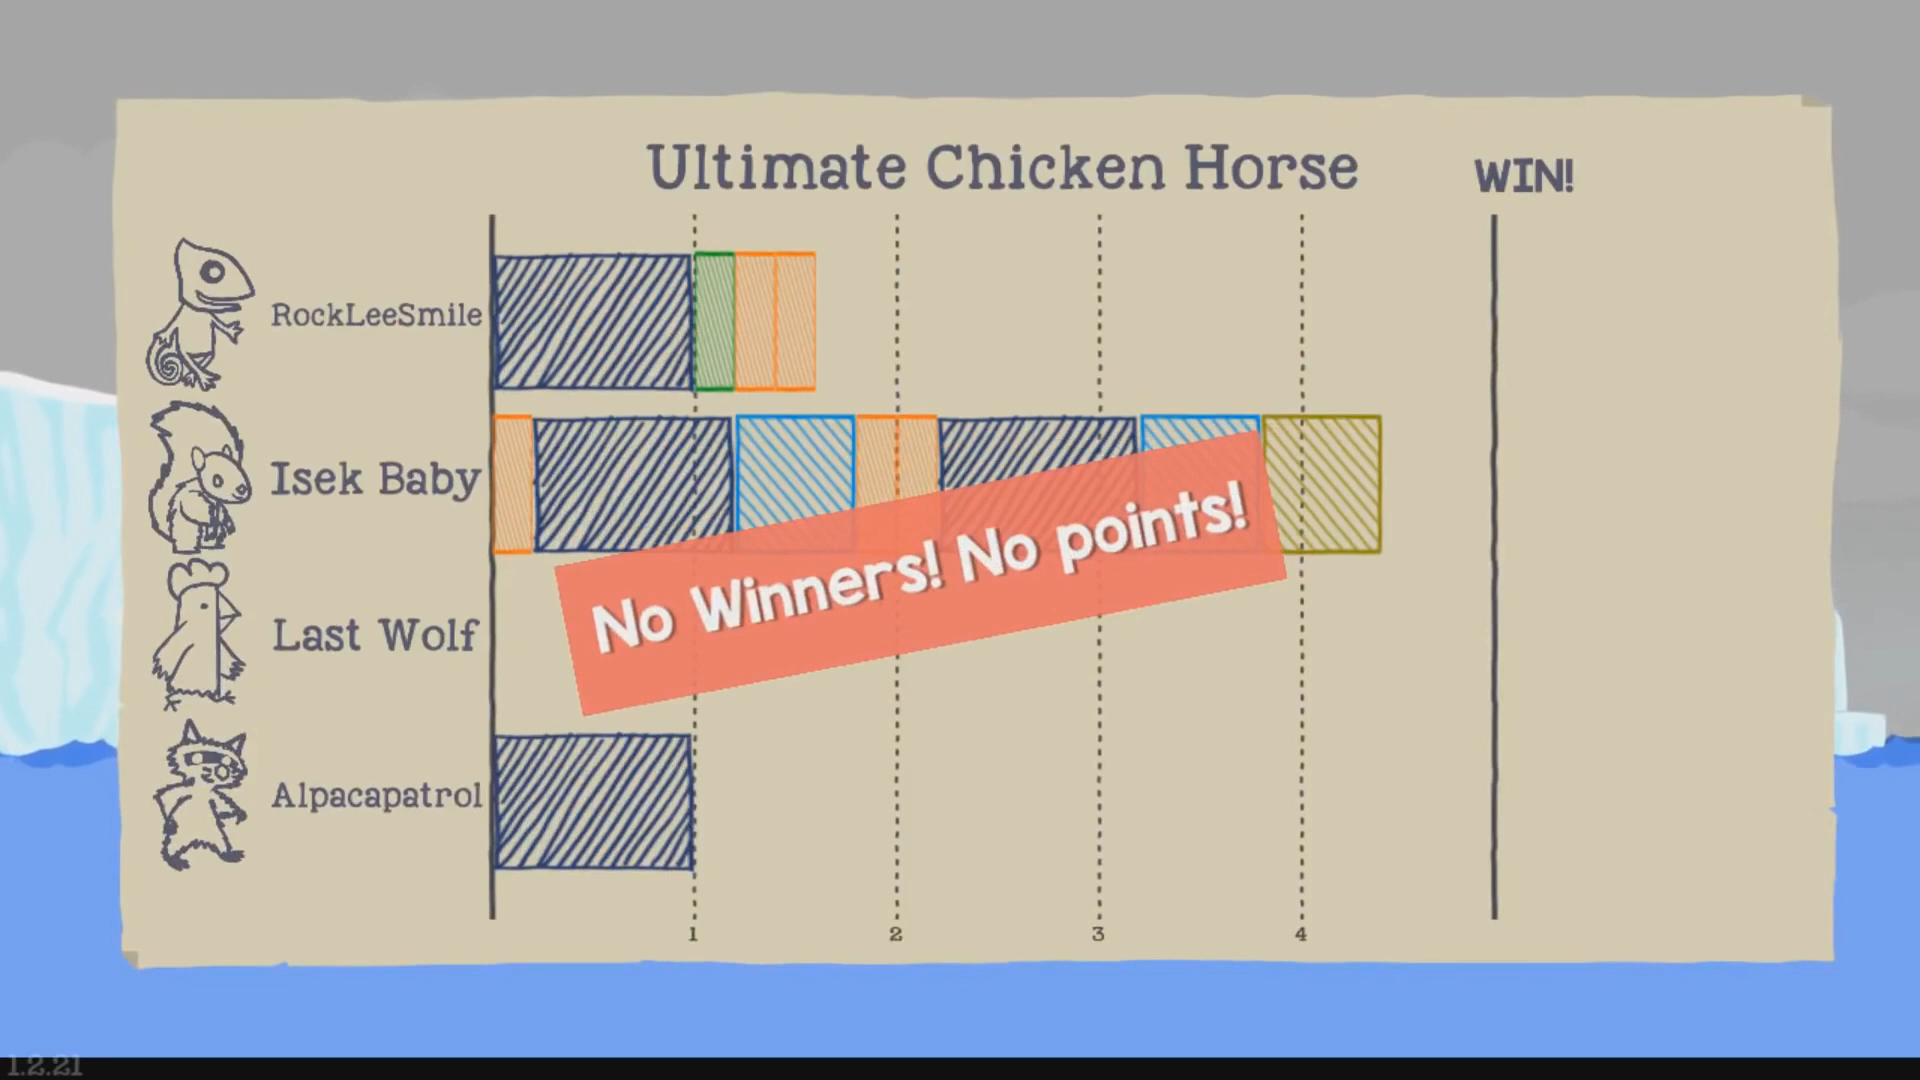 Ultimate Chicken Horse
WIN!
RockLeeSmile
Isek Baby
No Winners! No points!
Last Wolf
Alpacapatrol
1 2 3 4
1.2.21